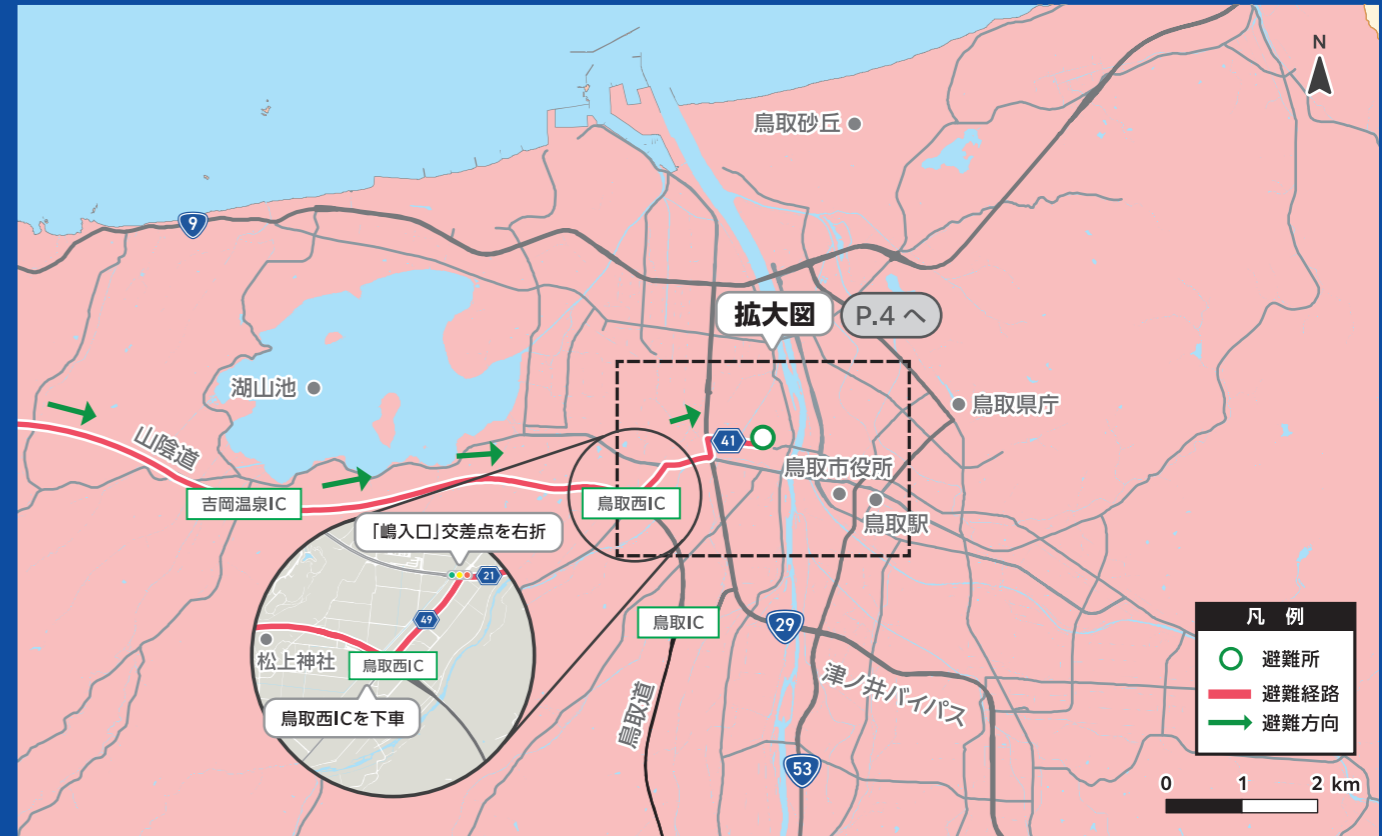 N
鳥取砂丘
9
拡大図
P.4 へ
湖山池
鳥取県庁
山陰道
41
鳥取市役所
鳥取駅
吉岡温泉IC
鳥取西IC
「嶋入口」交差点を右折
21
49
松上神社
鳥取西IC
鳥取西ICを下車
鳥取IC
29
鳥取道
津ノ井バイパス
53
凡 例
避難所
避難経路
避難方向
0 1 2 km